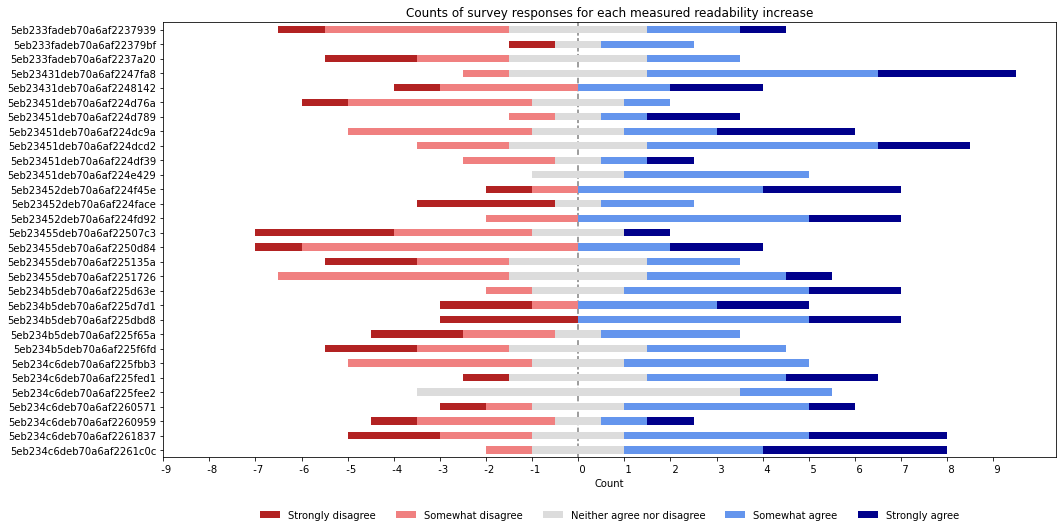 Counts of survey responses for each measured readability increase
5eb233fadeb70a6af2237939
5eb233fadeb70a6af22379bf
5eb233fadeb70a6af2237a20
5eb23431deb70a6af2247fa8
5eb23431deb70a6af2248142
5eb23451deb70a6af224d76a
5eb23451deb70a6af224d789
5eb23451deb70a6af224dc9a
5eb23451deb70a6af224dcd2
5eb23451deb70a6af224df39
5eb23451deb70a6af224e429
5eb23452deb70a6af224f45e
5eb23452deb70a6af224face
5eb23452deb70a6af224fd92
5eb23455deb70a6af22507c3
5eb23455deb70a6af2250d84
5eb23455deb70a6af225135a
5eb23455deb70a6af2251726
5eb234b5deb70a6af225d63e
5eb234b5deb70a6af225d7d1
5eb234b5deb70a6af225dbd8
5eb234b5deb70a6af225f65a
5eb234b5deb70a6af225f6fd
5eb234c6deb70a6af225fbb3
5eb234c6deb70a6af225fed1
5eb234c6deb70a6af225fee2
5eb234c6deb70a6af2260571
5eb234c6deb70a6af2260959
5eb234c6deb70a6af2261837
5eb234c6deb70a6af2261c0c
-9 -8 -7 -6 -5 -4 -3 -2 -1 0 1 2 3 4 5 6 7 8 9
Count
Strongly disagree Somewhat disagree Neither agree nor disagree Somewhat agree Strongly agree